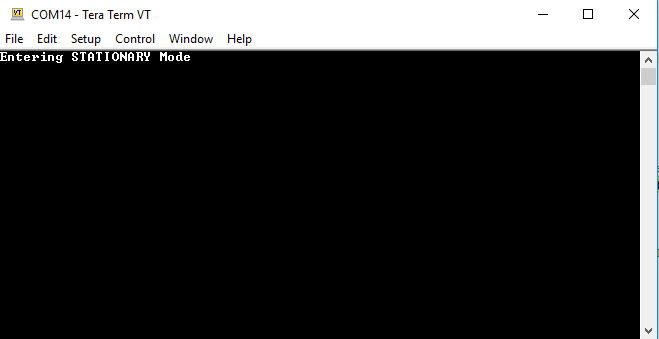 COM14 - Tera Term VT
File Edit Setup Control Window Help
Entering STATIONARY Mode